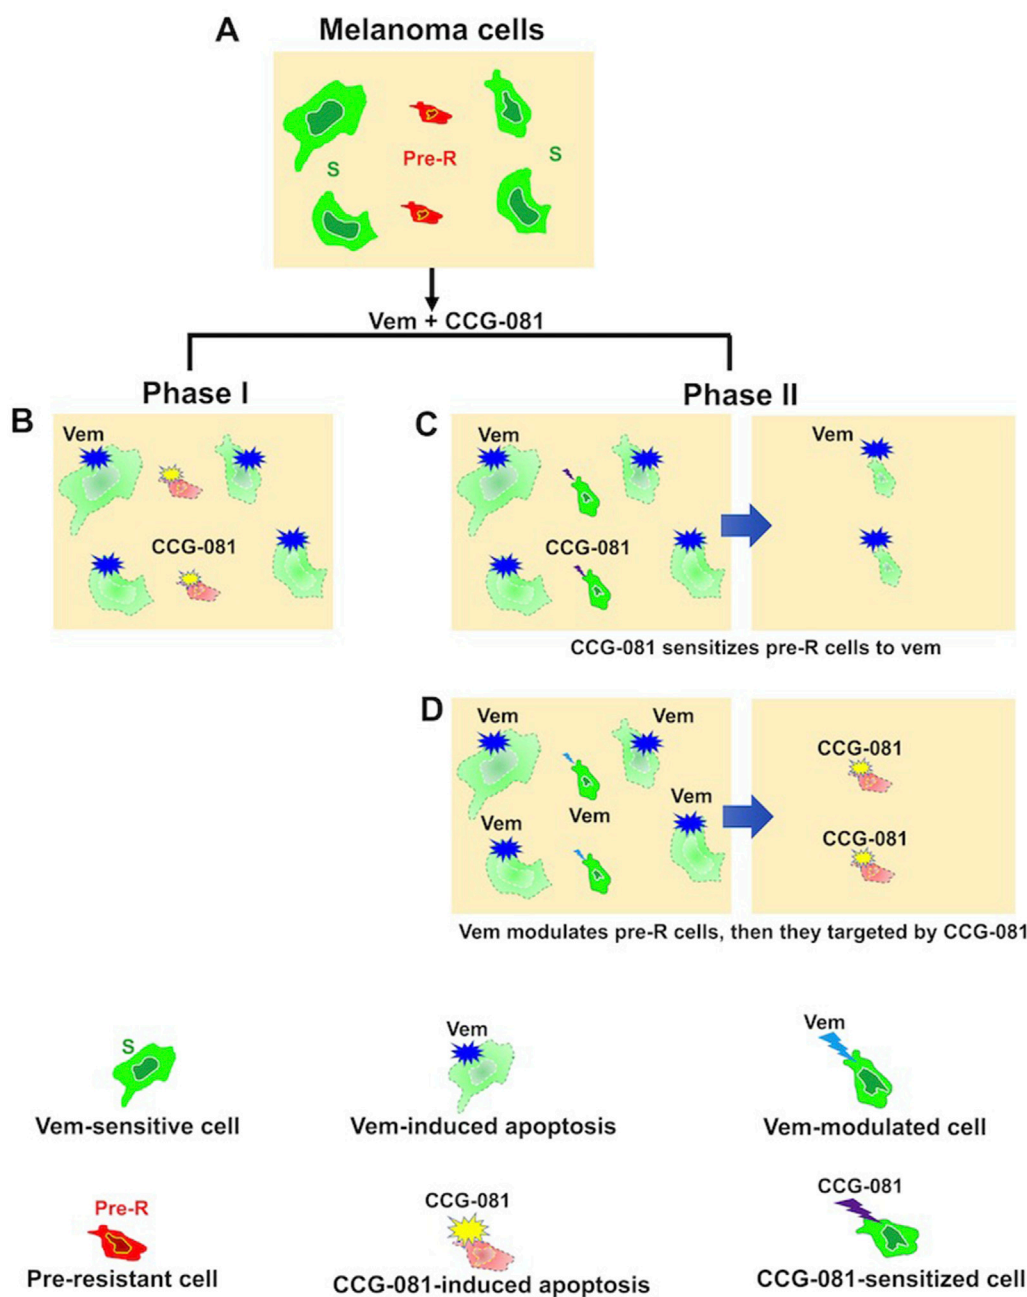 A
Melanoma cells
S
Pre-R
S
Vem + CCG-081
Phase I
Phase II
B
Vem
CCG-081
C
Vem
CCG-081
Vem
CCG-081 sensitizes pre-R cells to vem
D
Vem
Vem
Vem
Vem
Vem
CCG-081
CCG-081
Vem modulates pre-R cells, then they targeted by CCG-081
S
Vem-sensitive cell
Vem
Vem-induced apoptosis
Vem
Vem-modulated cell
Pre-R
Pre-resistant cell
CCG-081
CCG-081-induced apoptosis
CCG-081
CCG-081-sensitized cell